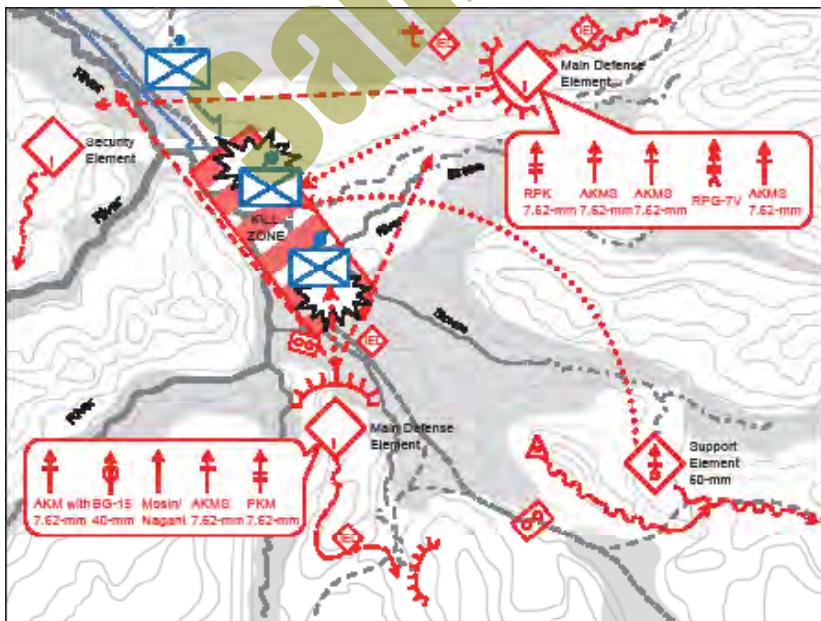 Sam
River
IED
IED
Main Defense
Element
Security
Element
RPK
7.62-mm
AKMS
7.62-mm
AKMS
7.62-mm
RPG-7V
AKMS
7.62-mm
River
KILL
ZONE
River
IED
River
Main Defense
Element
Support
Element
60-mm
AKM with
7.62-mm
BG-15
40-mm
Mosin/
Nagant
AKMS
7.62-mm
PKM
7.62-mm
IED